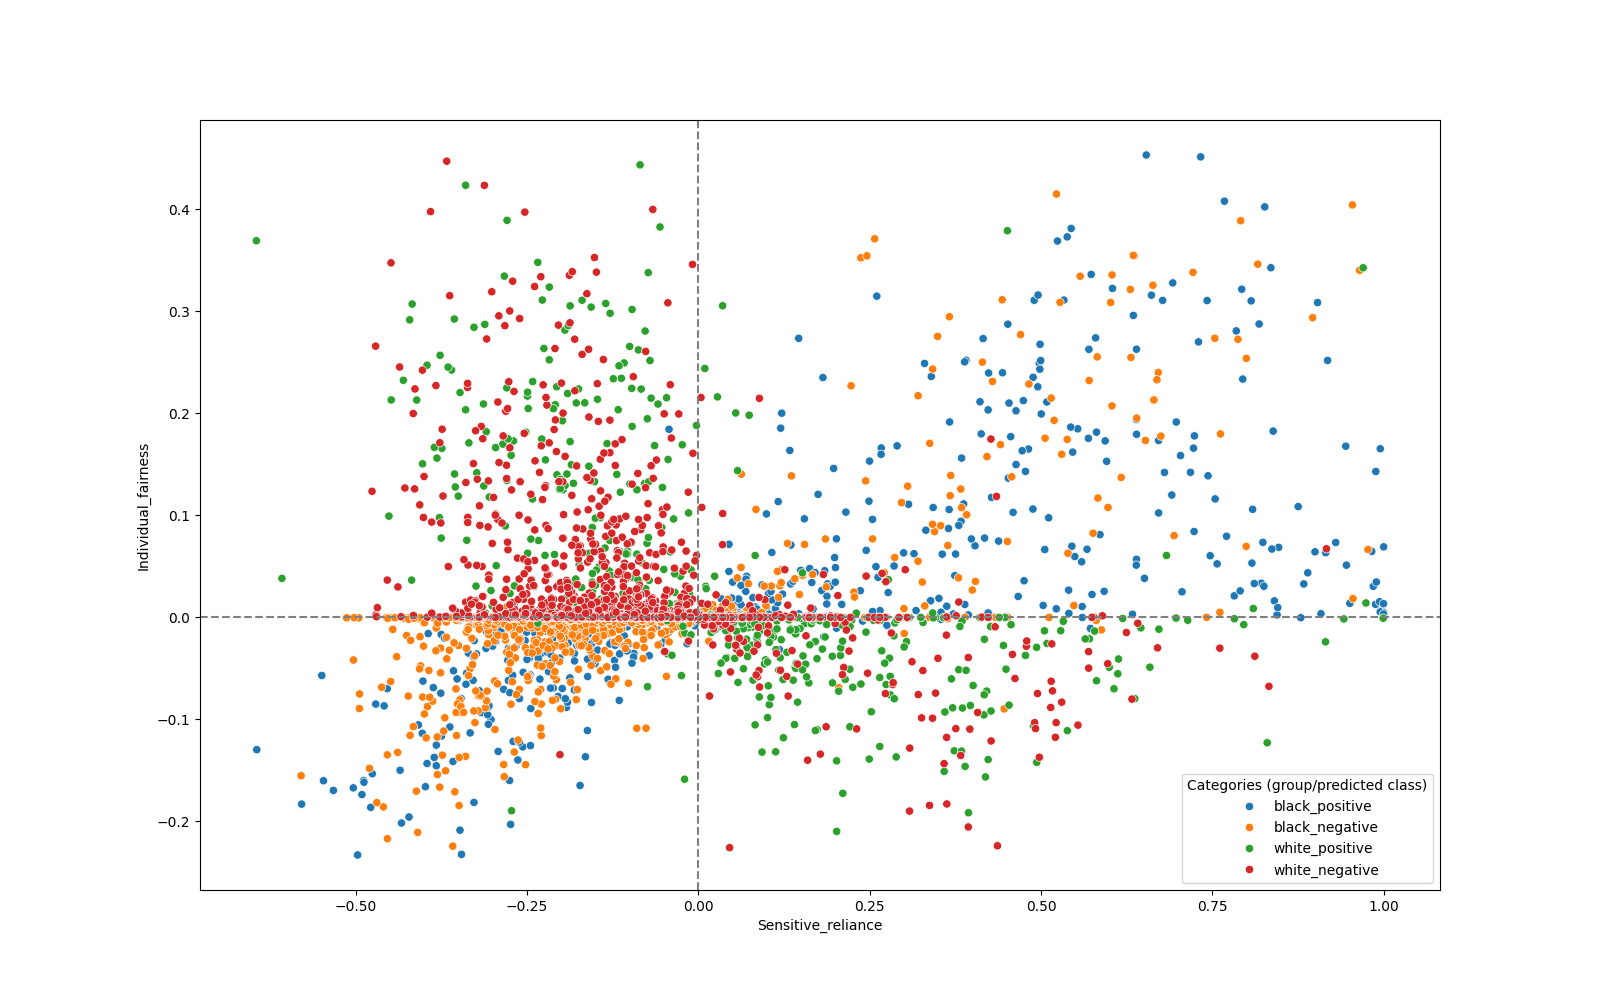 0.4
0.3
0.2
0.1
0.0
−0.1
−0.2
Individual_fairness
−0.50
−0.25
0.00
0.25
0.50
0.75
1.00
Sensitive_reliance
Categories (group/predicted class)
black_positive
black_negative
white_positive
white_negative